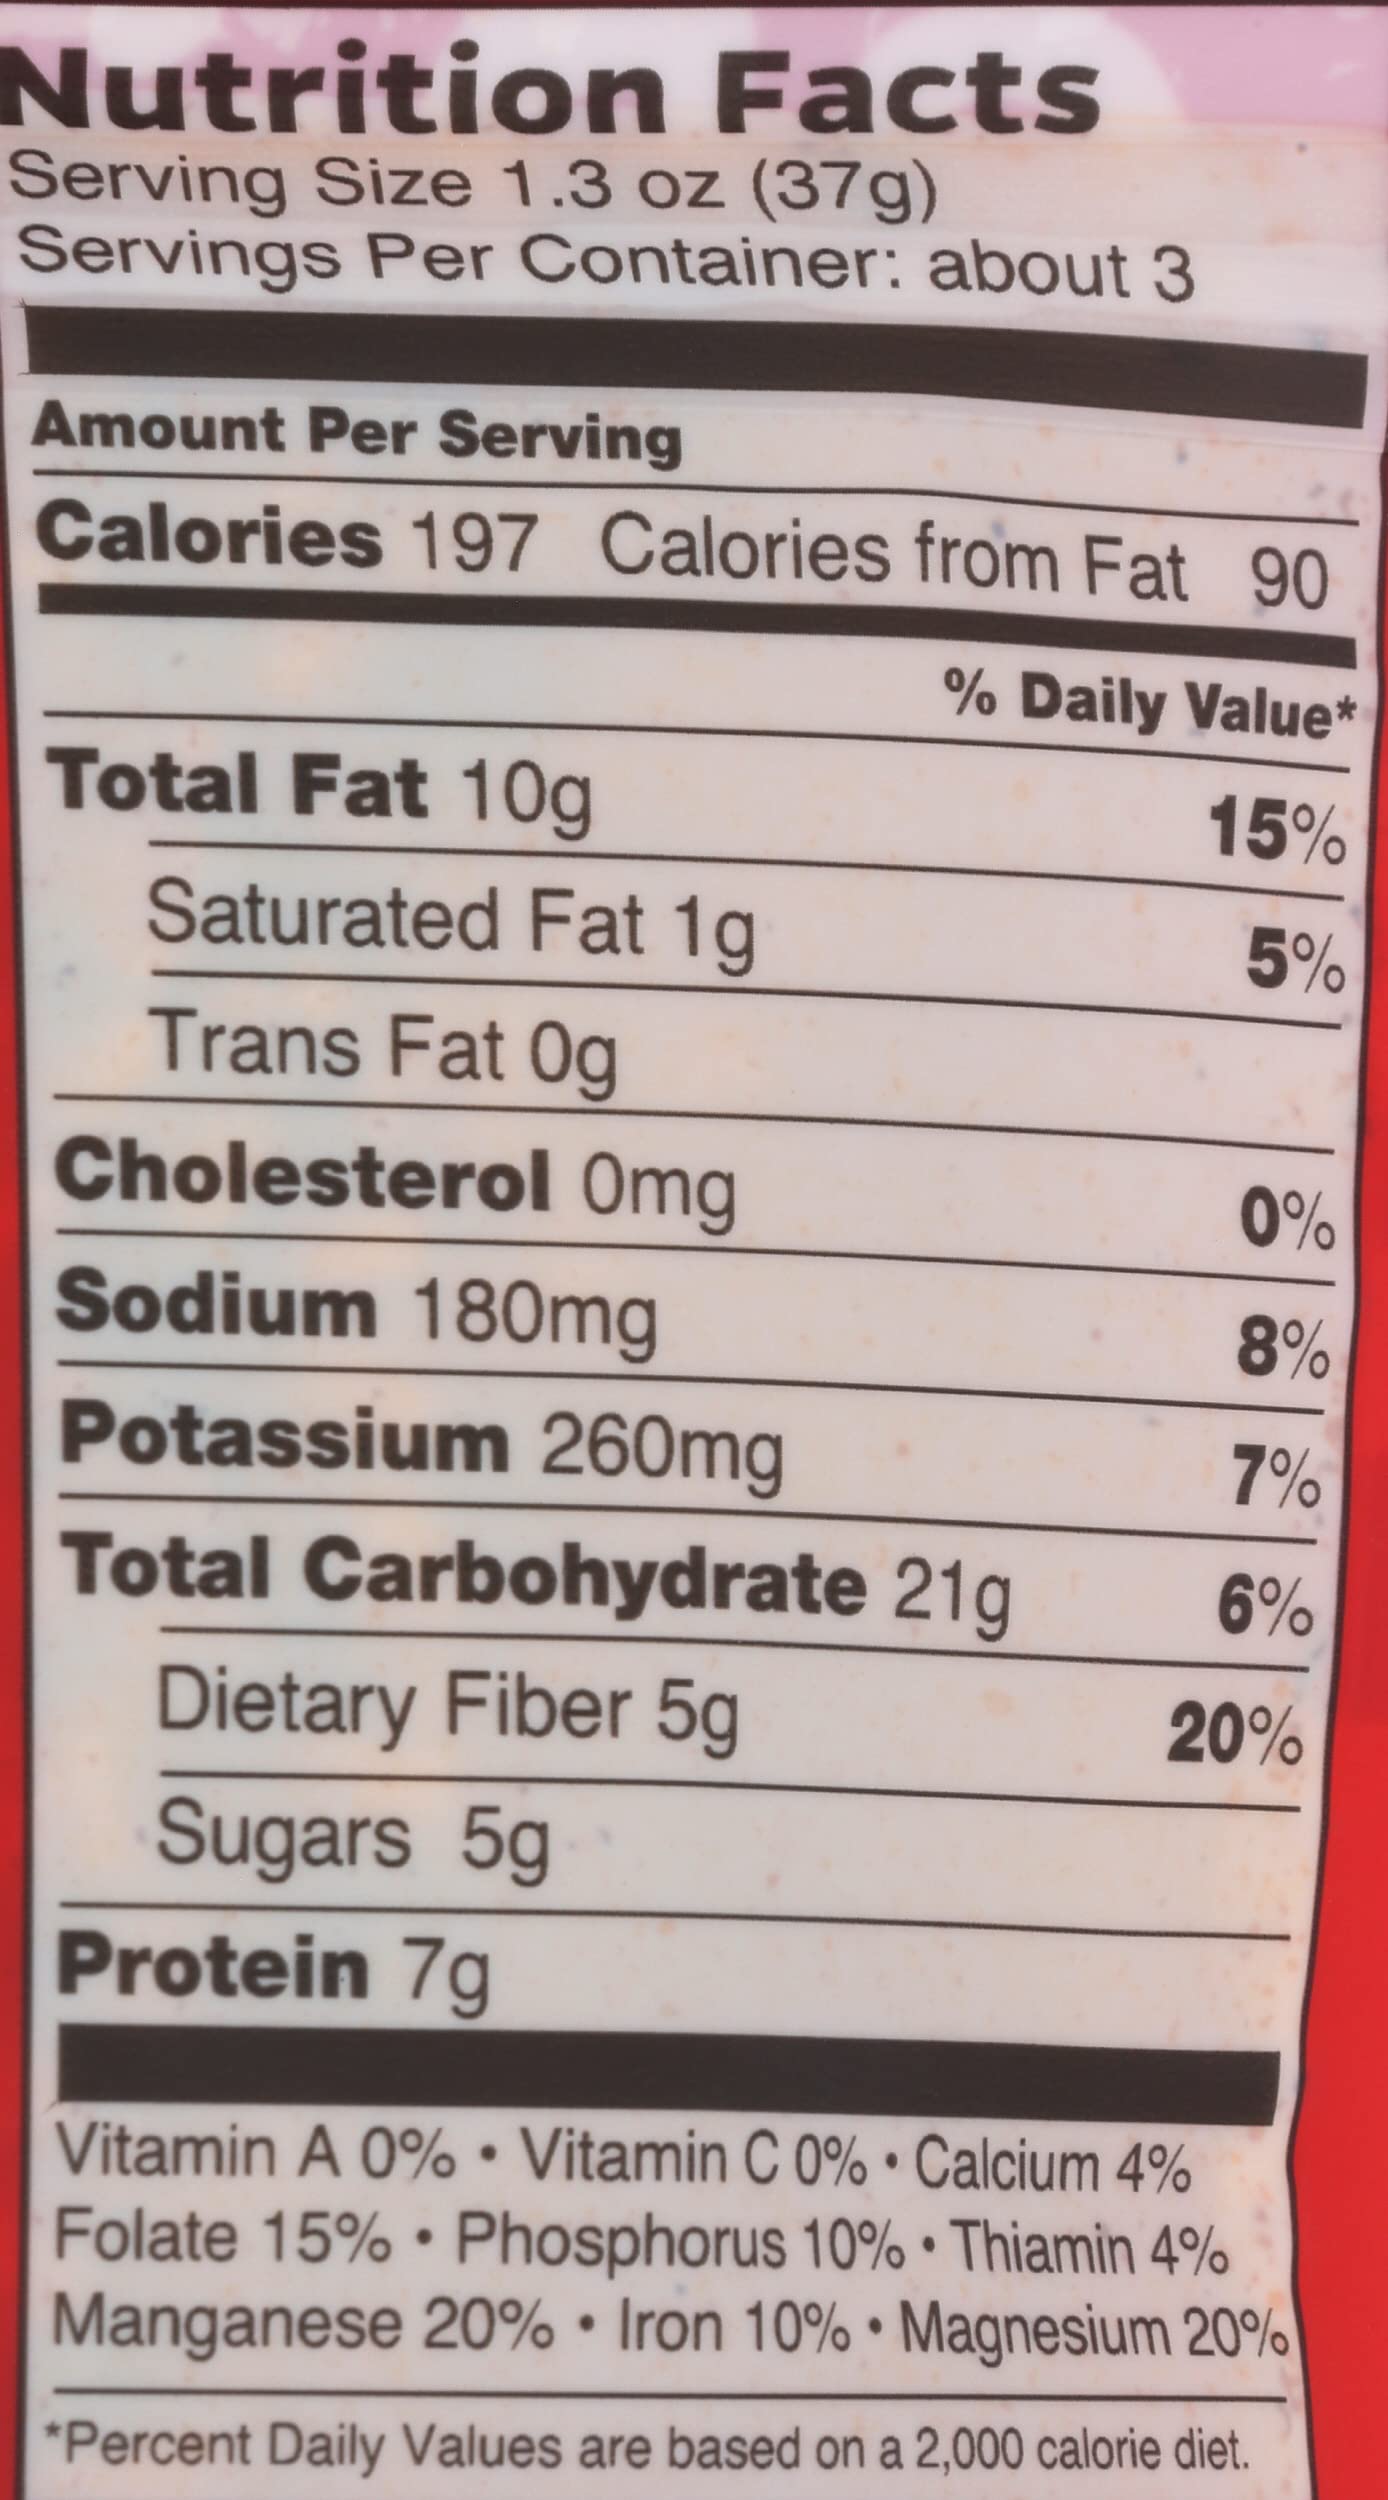 Nutrition Facts
Serving Size 1.3 oz (37g)
Servings Per Container: about 3
Amount Per Serving
Calories 197 Calories from Fat 90
% Daily Value*
Total Fat 10g 15%
Saturated Fat 1g 5%
Trans Fat 0g
Cholesterol 0mg 0%
Sodium 180mg 8%
Potassium 260mg 7%
Total Carbohydrate 21g 6%
Dietary Fiber 5g 20%
Sugars 5g
Protein 7g
Vitamin A 0% • Vitamin C 0% • Calcium 4%
Folate 15% • Phosphorus 10% • Thiamin 4%
Manganese 20% • Iron 10% • Magnesium 20%
*Percent Daily Values are based on a 2,000 calorie diet.